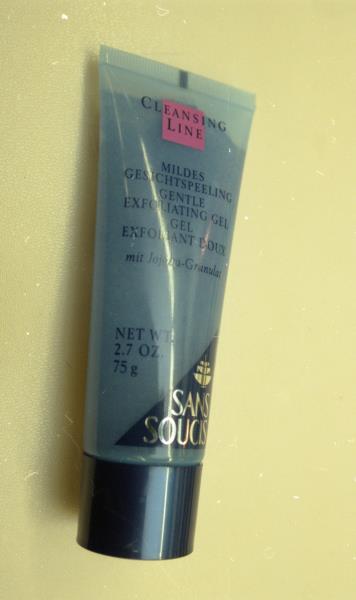 CLEANSING
LINE
MILDES
GESICHTSPEELING
GENTLE
EXFOLIATING GEL
GEL
EXFOLIANT DOUX
mit Jojoba-Granulat
NET WT.
2.7 OZ.
75 g
SANS
SOUCIS